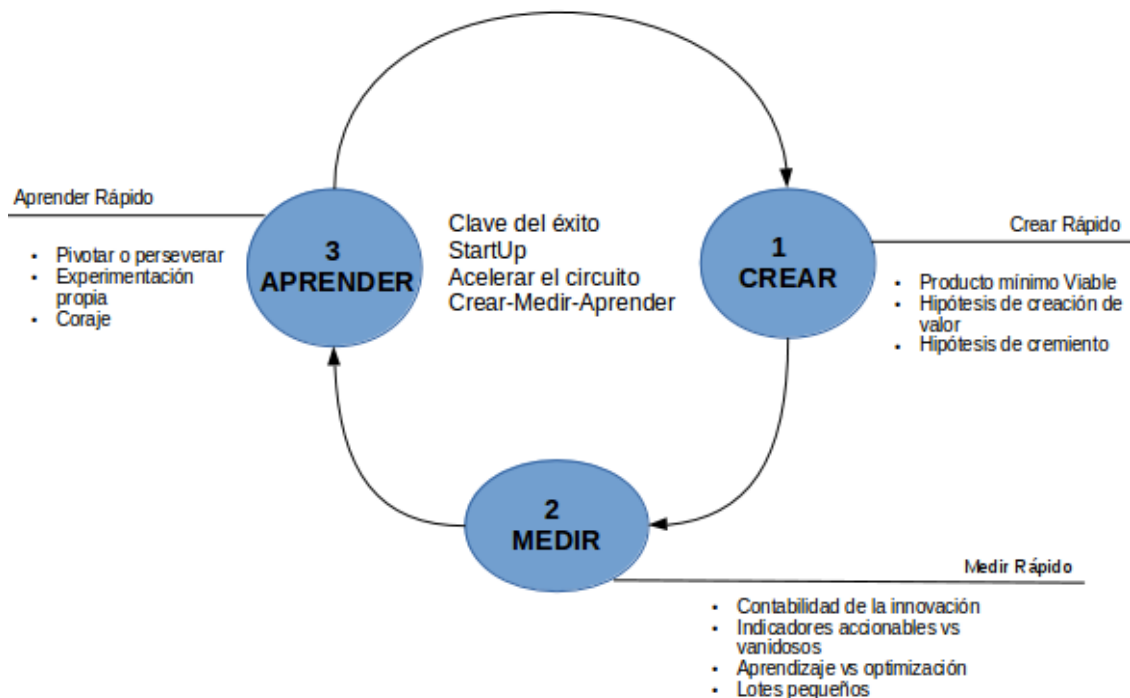 Aprender Rápido
• Pivotar o perseverar
• Experimentación
propia
• Coraje
3
APRENDER
Clave del éxito
StartUp
Acelerar el circuito
Crear-Medir-Aprender
1
CREAR
Crear Rápido
• Producto mínimo Viable
• Hipótesis de creación de
valor
• Hipótesis de cremiento
2
MEDIR
Medir Rápido
• Contabilidad de la innovación
• Indicadores accionables vs
vanidosos
• Aprendizaje vs optimización
• Lotes pequeños